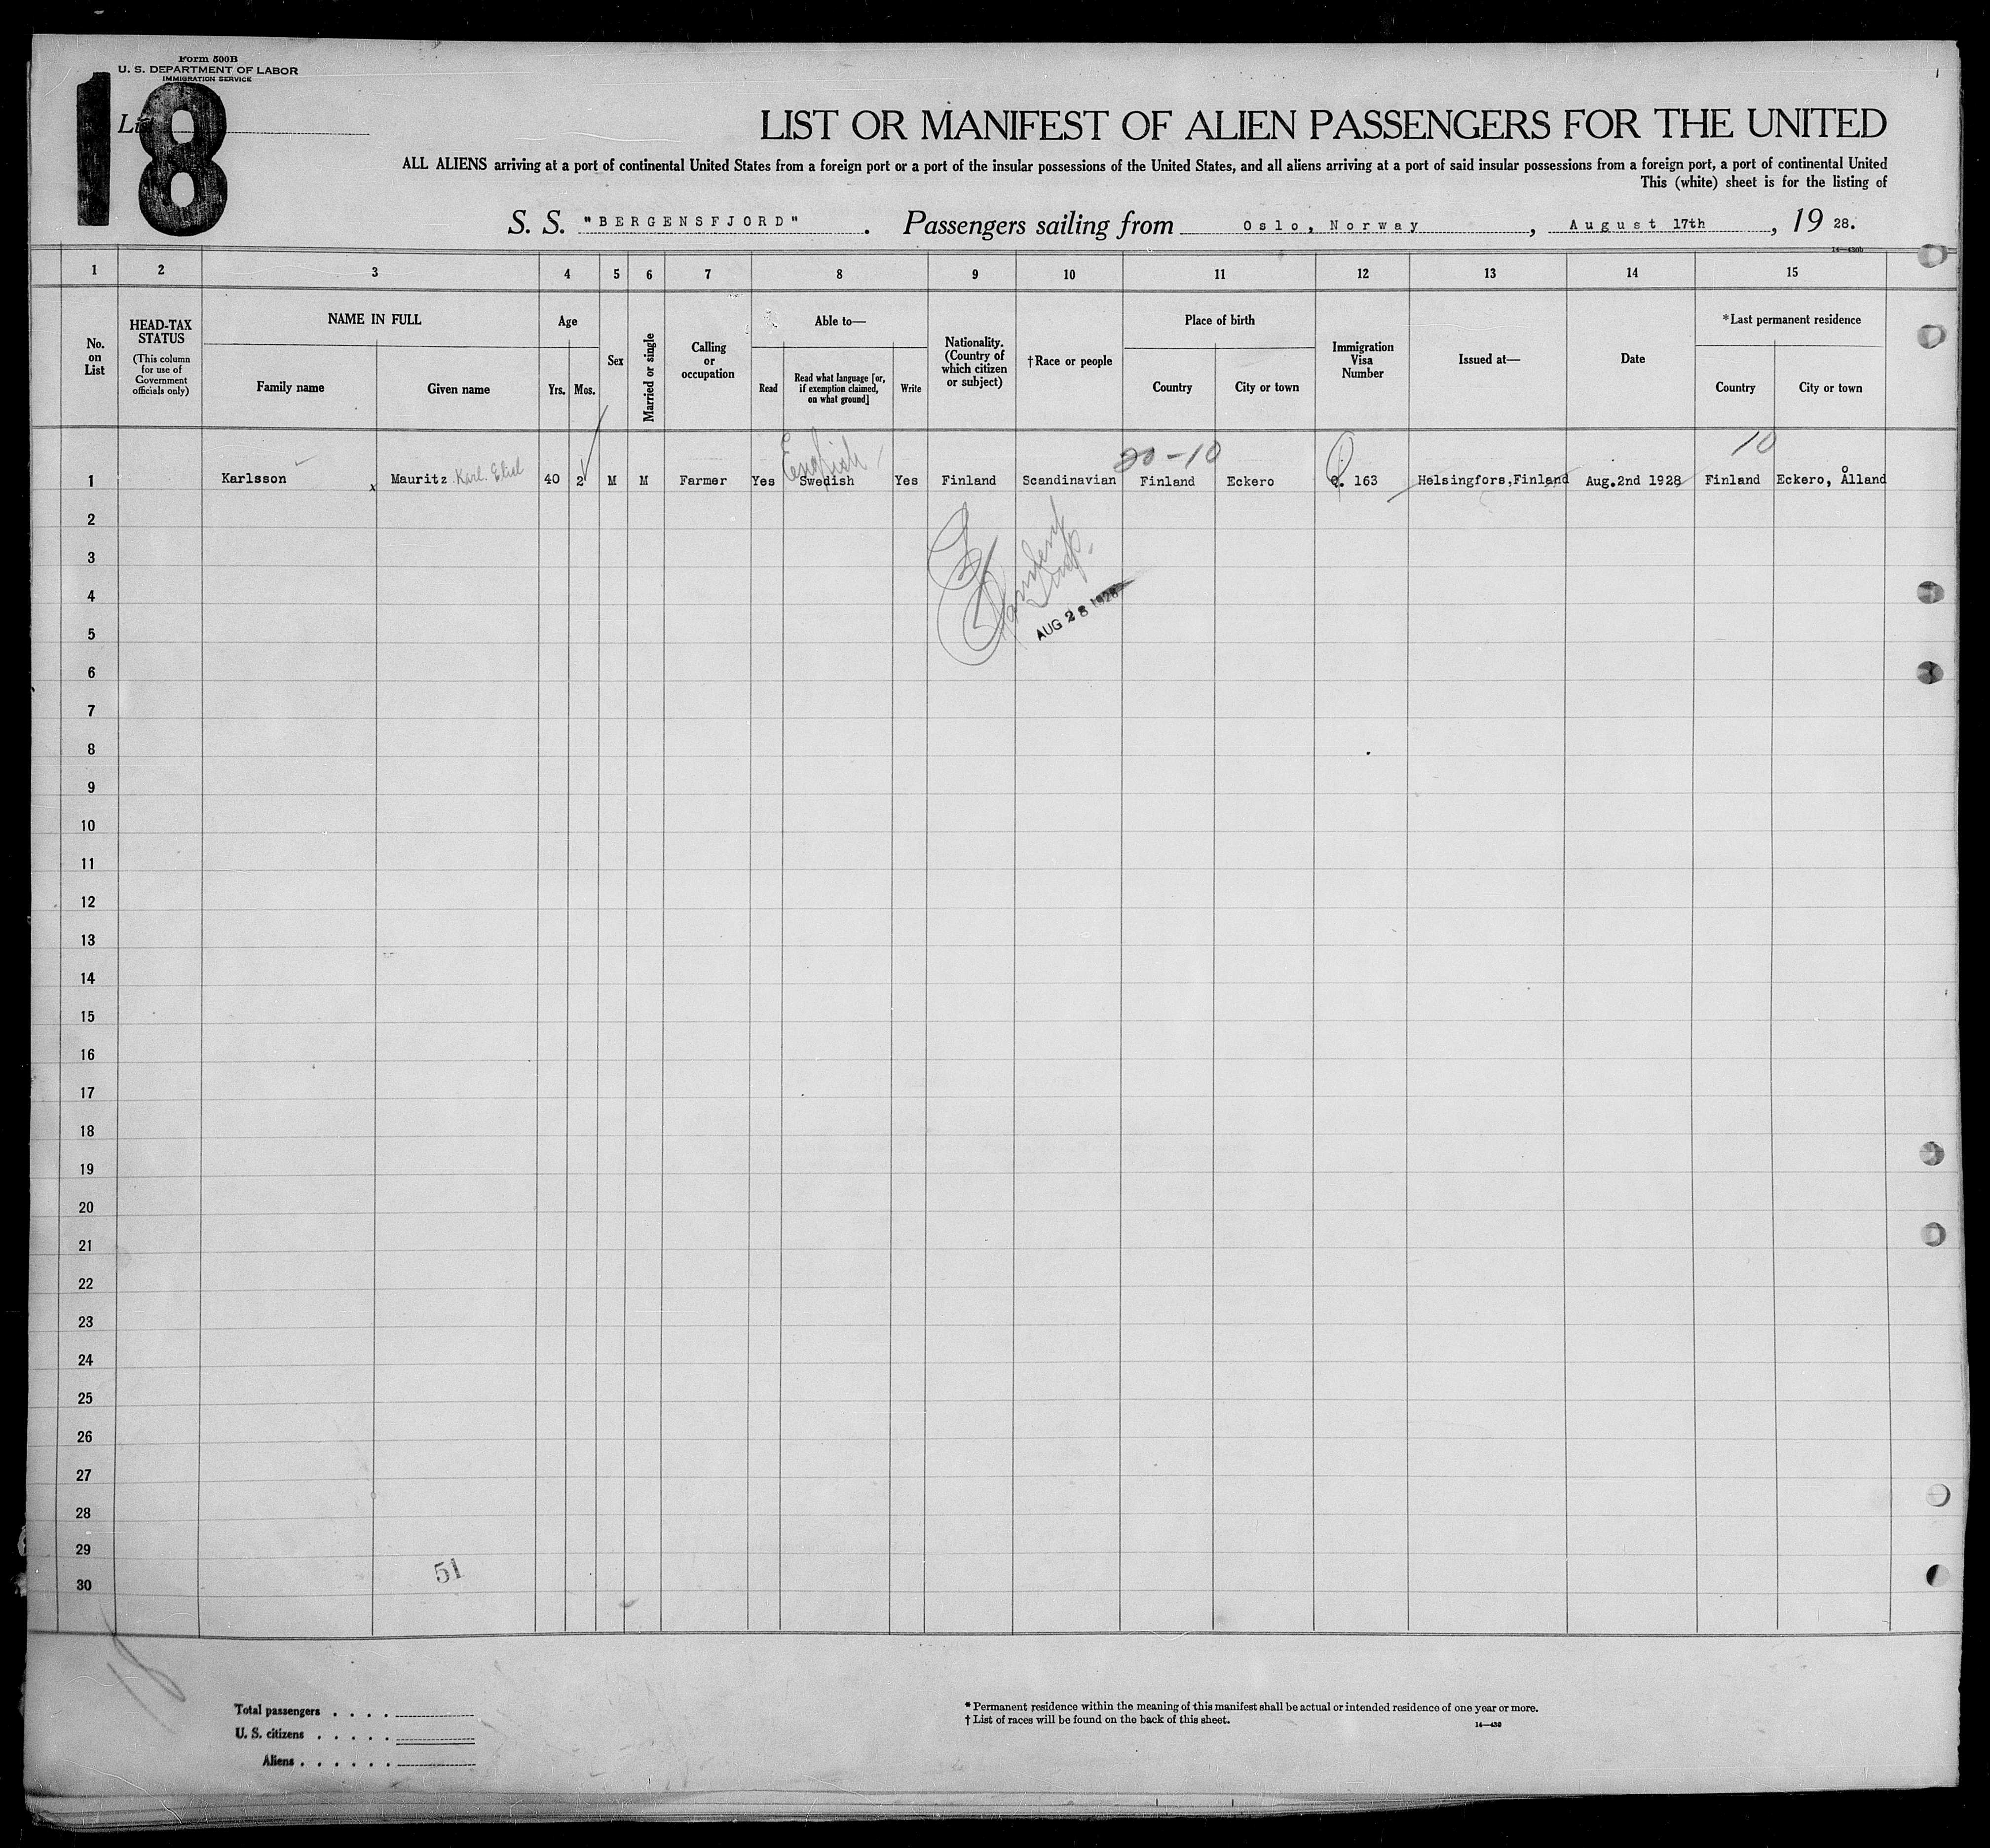 Form 500B
U. S. DEPARTMENT OF LABOR
IMMIGRATION SERVICE
18
List
LIST OR MANIFEST OF ALIEN PASSENGERS FOR THE UNITED
ALL ALIENS arriving at a port of continental United States from a foreign port or a port of the insular possessions of the United States, and all aliens arriving at a port of said insular possessions from a foreign port, a port of continental United
This (white) sheet is for the listing of
S. S. "BERGENSFJORD". Passengers sailing from Oslo, Norway, August 17th, 19 28.
14—430b
1 2 3 4 5 6 7 8 9 10 11 12 13 14 15
No. on List
HEAD-TAX STATUS
(This column for use of Government officials only)
NAME IN FULL
Family name
Given name
Age
Yrs.
Mos.
Sex
Married or single
Calling or occupation
Able to—
Read
Read what language [or, if exemption claimed, on what ground]
Write
Nationality. (Country of which citizen or subject)
†Race or people
Place of birth
Country
City or town
Immigration Visa Number
Issued at—
Date
*Last permanent residence
Country
City or town
English
20-10
10
1 Karlsson x Mauritz Karl. 40 2 M M Farmer Yes Swedish Yes Finland Scandinavian Finland Eckero Q. 163 Helsingfors,Finland Aug.2nd 1928 Finland Eckero, Ålland
2
3
4
AUG 28 1928
5
6
7
8
9
10
11
12
13
14
15
16
17
18
19
20
21
22
23
24
25
26
27
28
29
51
30
18
Total passengers . . . .
U. S. citizens . . . . .
Aliens . . . . . .
* Permanent residence within the meaning of this manifest shall be actual or intended residence of one year or more.
† List of races will be found on the back of this sheet.
14—430